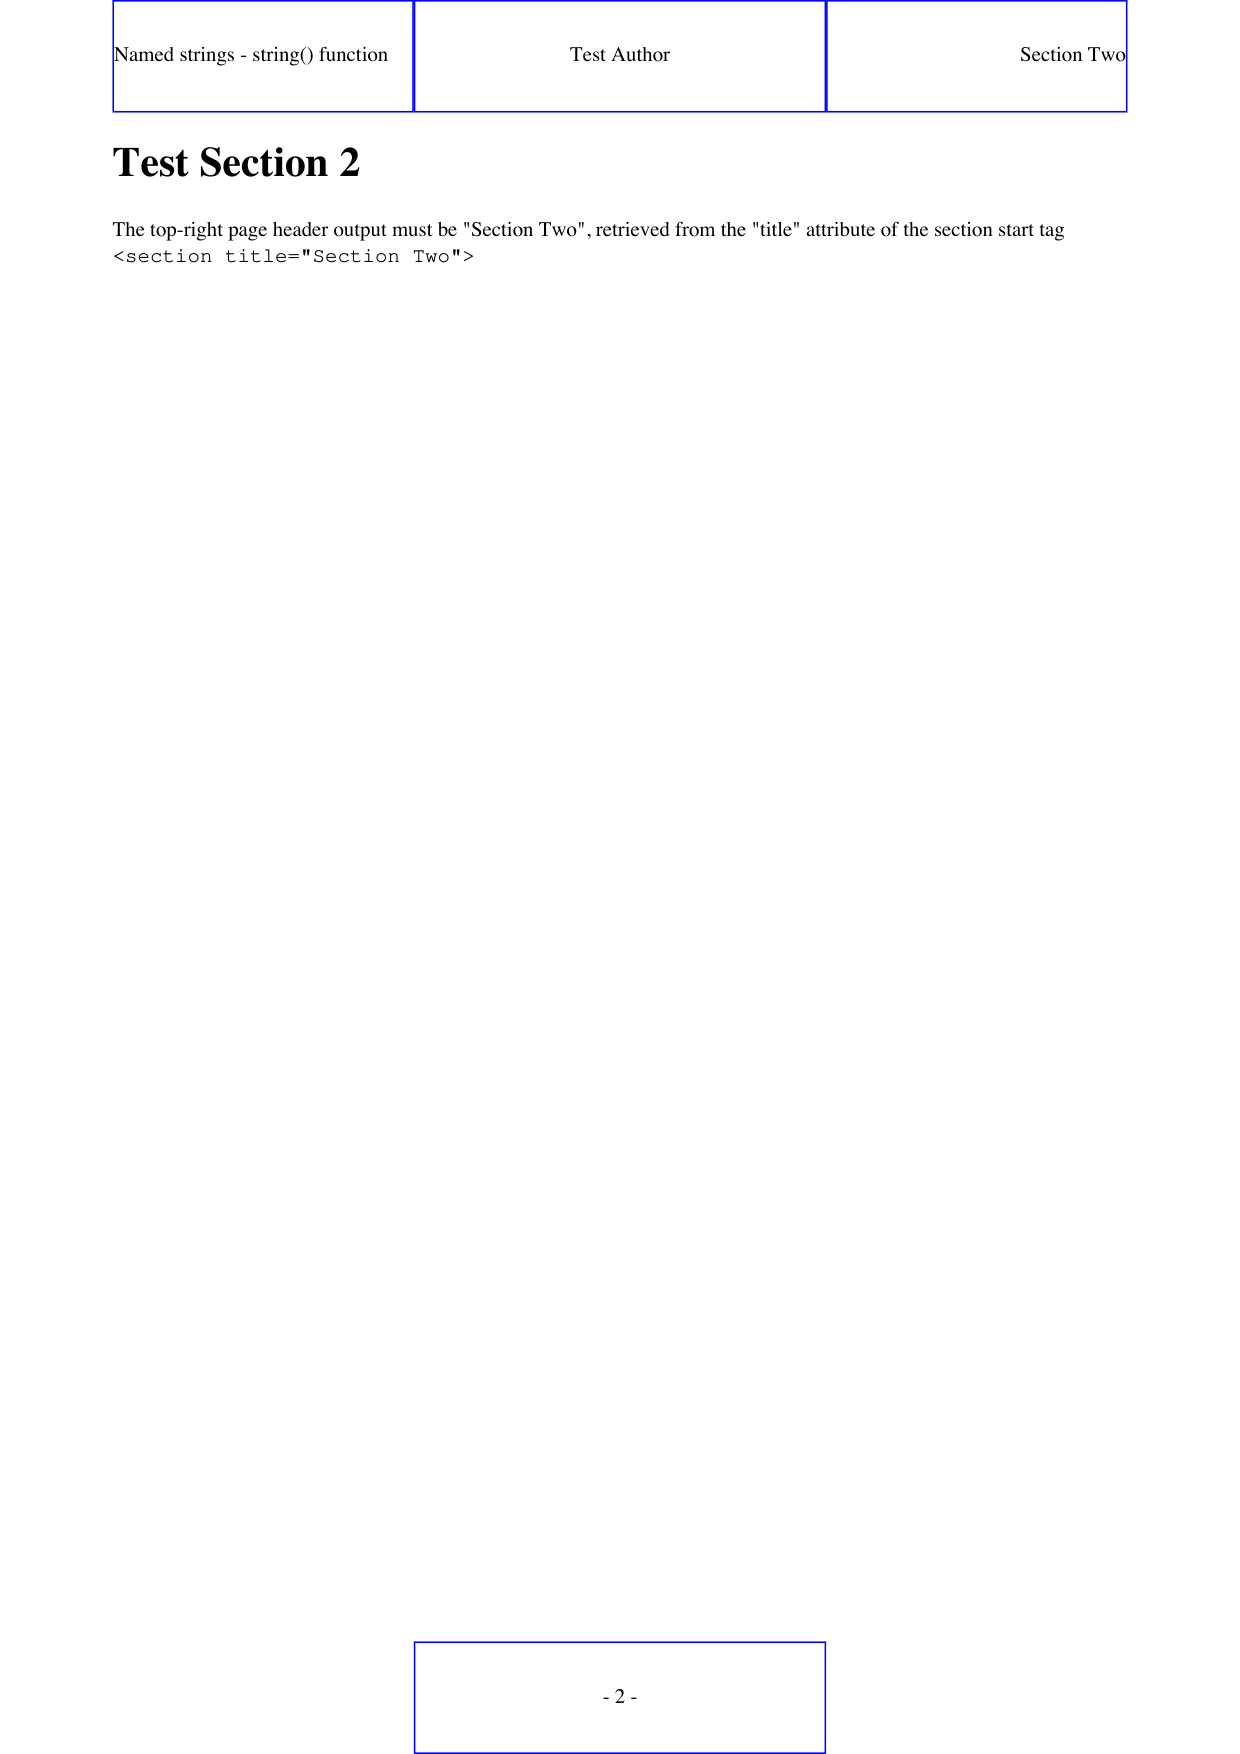 Named strings - string() function
Test Author
Section Two
Test Section 2
The top-right page header output must be "Section Two", retrieved from the "title" attribute of the section start tag
<section title="Section Two">
- 2 -